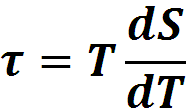 τ = T dS/dT